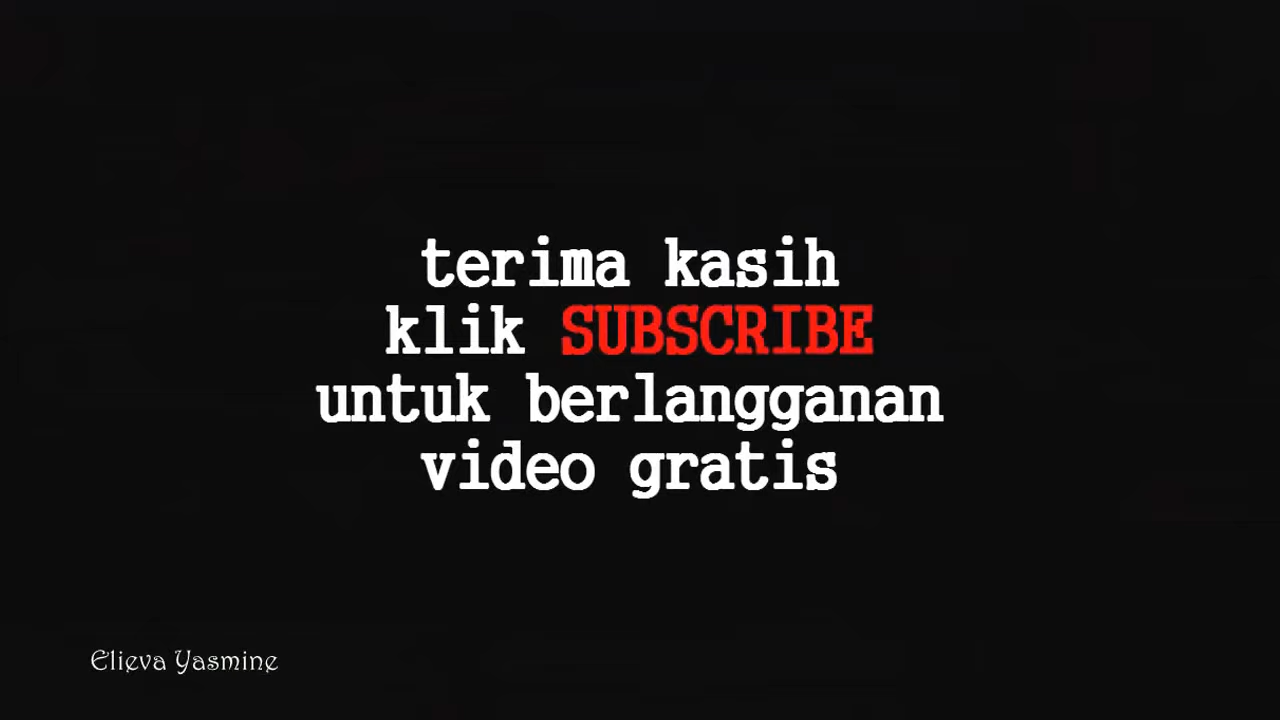 terima kasih
klik SUBSCRIBE
untuk berlangganan
video gratis
Elieva Yasmine